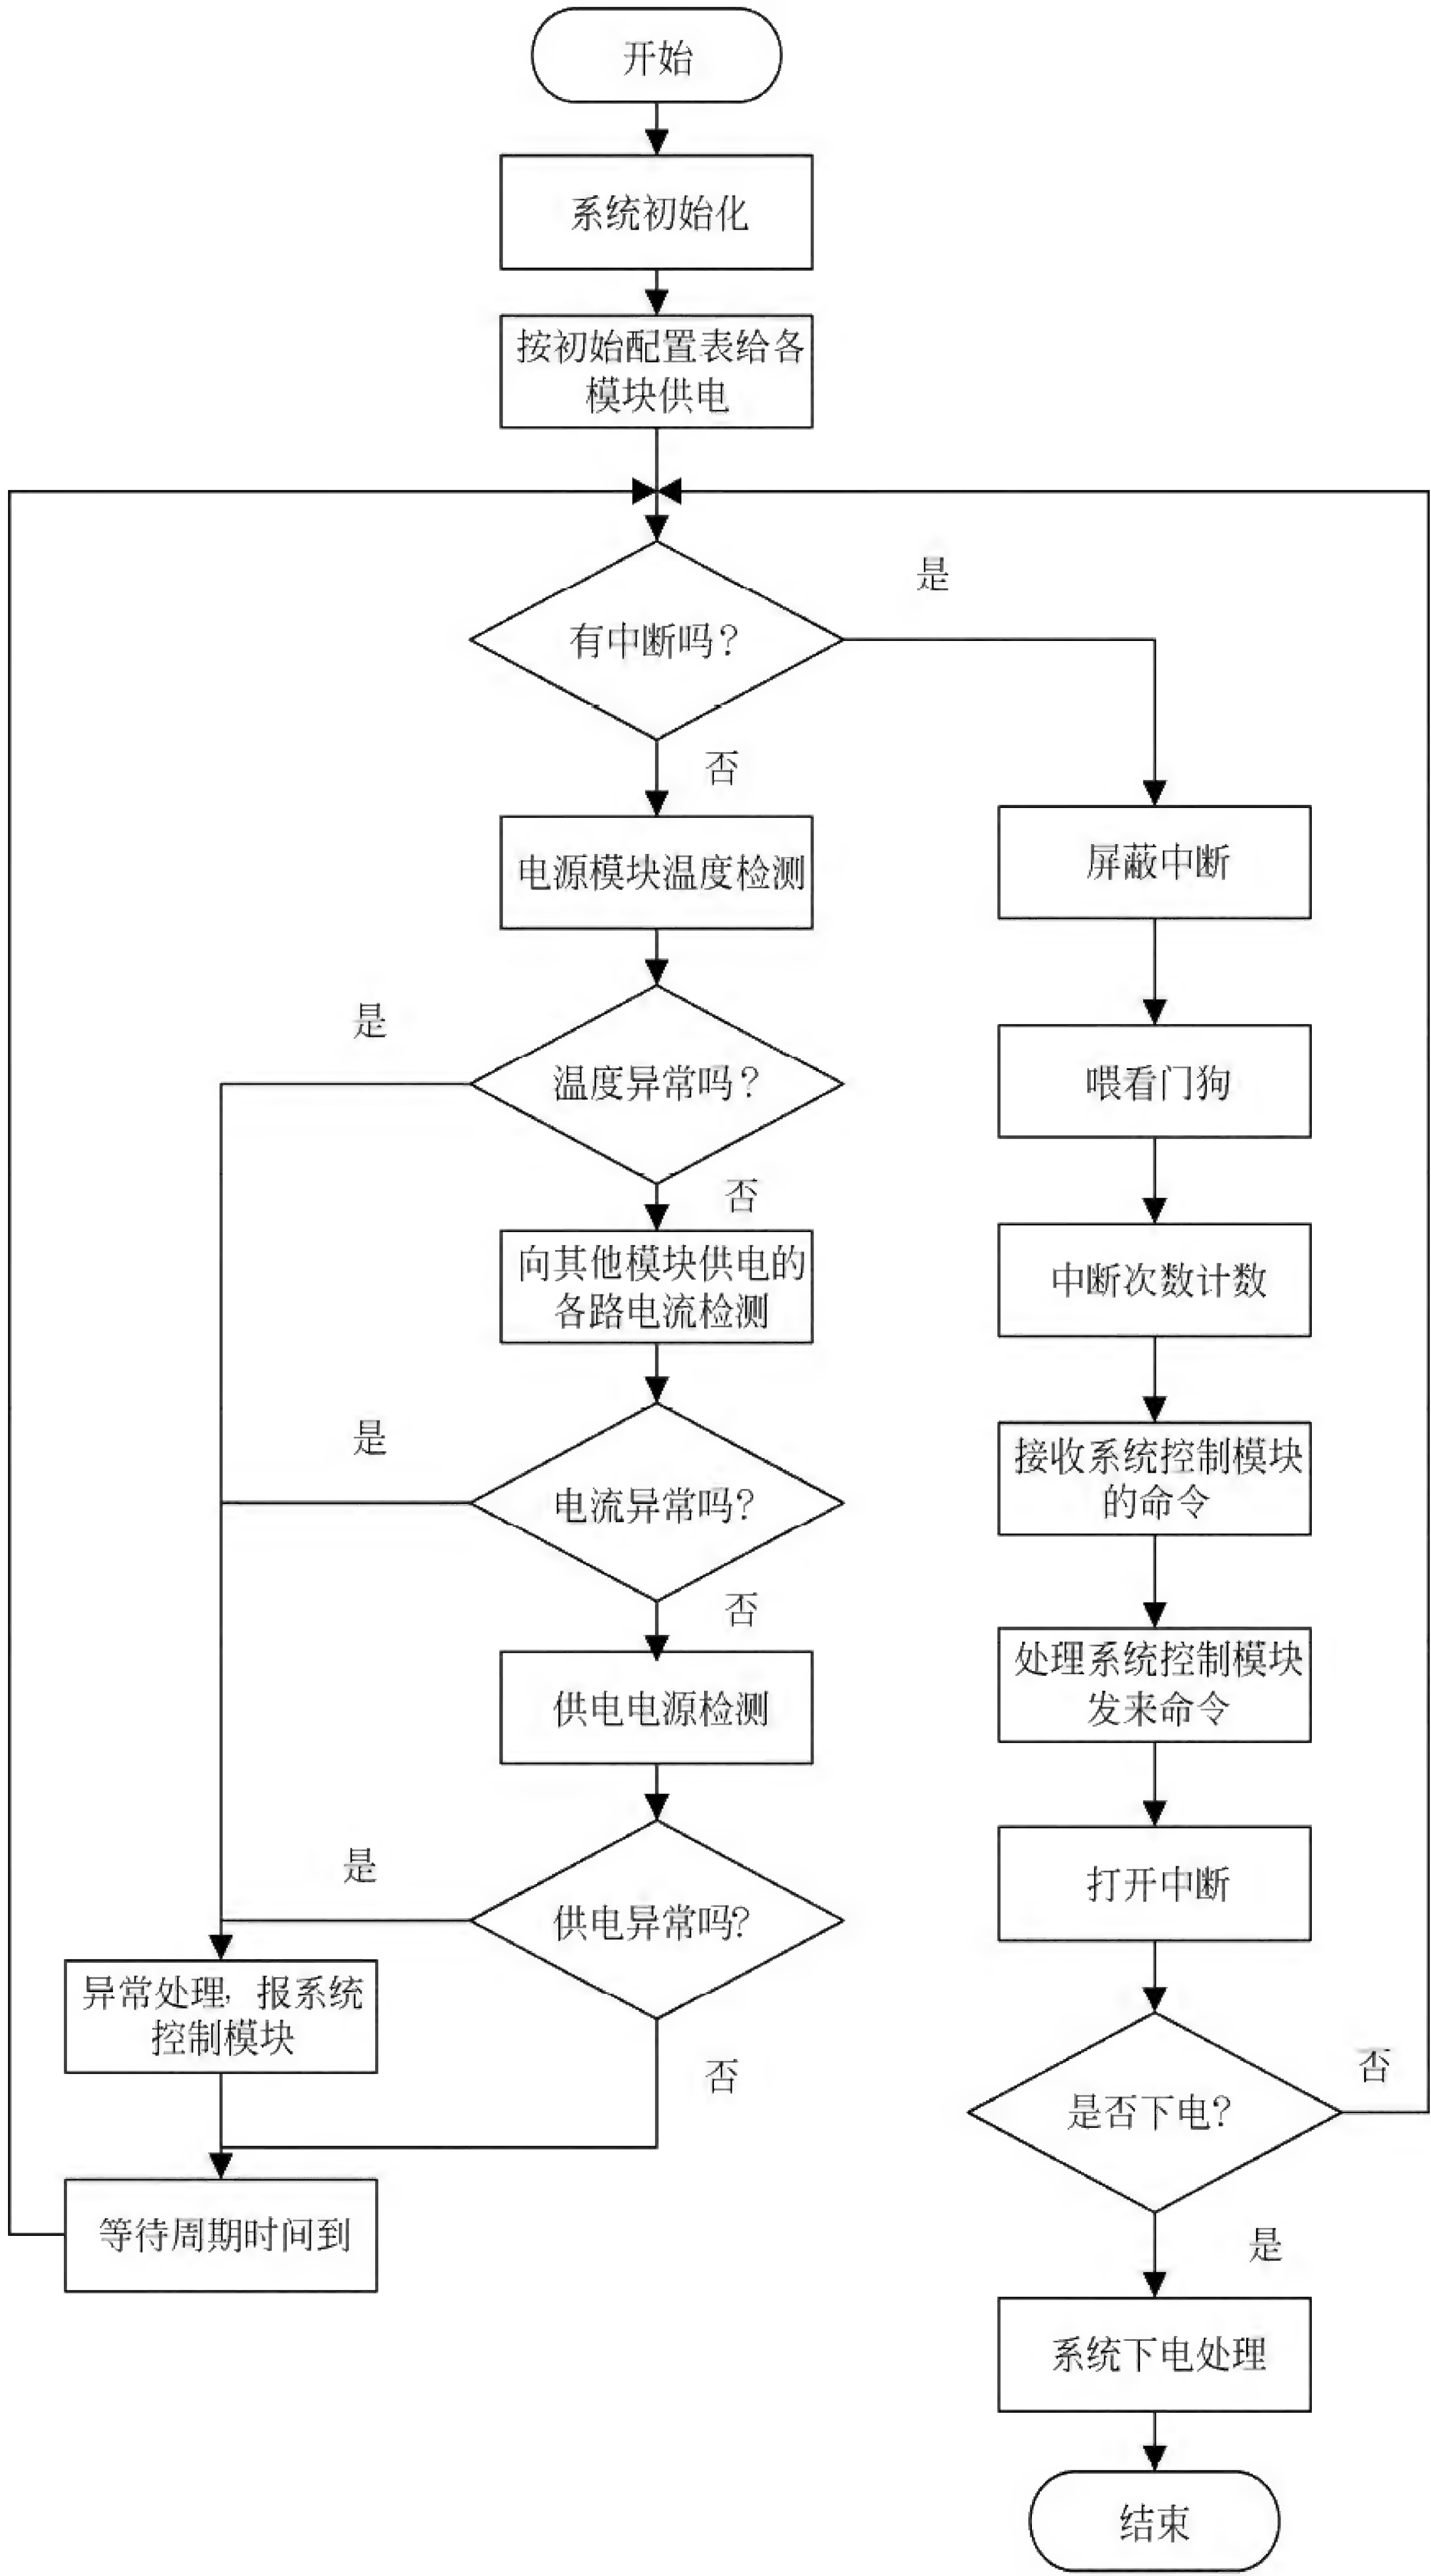 开始
系统初始化
按初始配置表给各
模块供电
有中断吗？
是
否
电源模块温度检测
温度异常吗？
是
否
向其他模块供电的
各路电流检测
电流异常吗?
是
否
供电电源检测
供电异常吗?
是
否
异常处理，报系统
控制模块
等待周期时间到
屏蔽中断
喂看门狗
中断次数计数
接收系统控制模块
的命令
处理系统控制模块
发来命令
打开中断
是否下电?
否
是
系统下电处理
结束